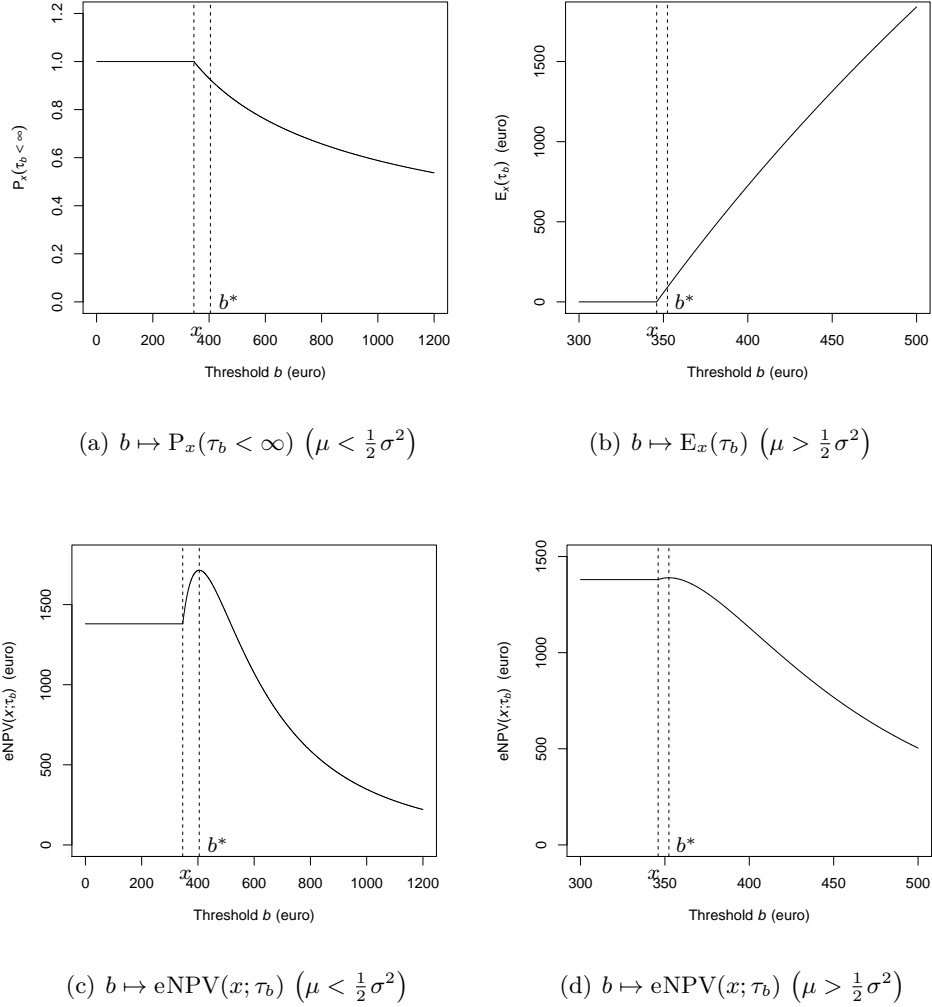 1.2
1.0
0.8
0.6
0.4
0.2
0.0
Pₓ(τ_b < ∞)
b*
x
0 200 400 600 800 1000 1200
Threshold b (euro)
(a) b ↦ Pₓ(τ_b < ∞) (μ < ½σ²)
1500
1000
500
0
Eₓ(τ_b) (euro)
b*
x
300 350 400 450 500
Threshold b (euro)
(b) b ↦ Eₓ(τ_b) (μ > ½σ²)
1500
1000
500
0
eNPV(x;τ_b) (euro)
b*
x
0 200 400 600 800 1000 1200
Threshold b (euro)
(c) b ↦ eNPV(x; τ_b) (μ < ½σ²)
1500
1000
500
0
eNPV(x;τ_b) (euro)
b*
x
300 350 400 450 500
Threshold b (euro)
(d) b ↦ eNPV(x; τ_b) (μ > ½σ²)